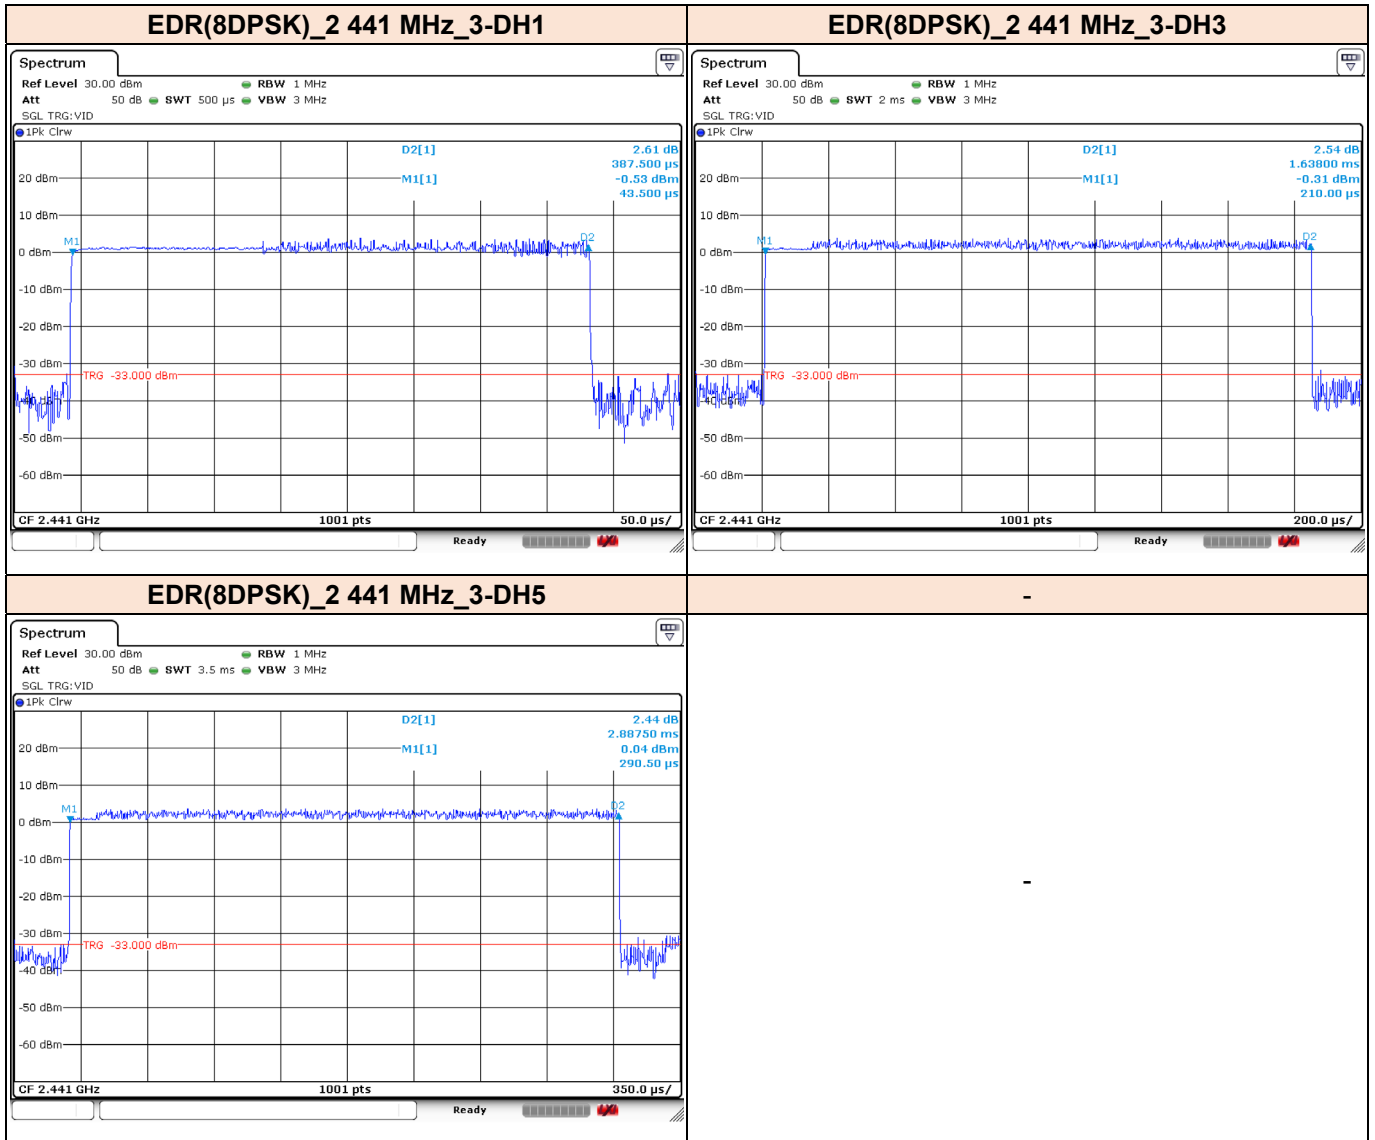 EDR(8DPSK)_2 441 MHz_3-DH1
Spectrum
Ref Level 30.00 dBm RBW 1 MHz
Att 50 dB SWT 500 µs VBW 3 MHz
SGL TRG:VID
1Pk Clrw
D2[1] 2.61 dB
387.500 µs
M1[1] -0.53 dBm
43.500 µs
20 dBm
10 dBm
M1
D2
0 dBm
-10 dBm
-20 dBm
-30 dBm
TRG -33.000 dBm
-40 dBm
-50 dBm
-60 dBm
CF 2.441 GHz 1001 pts 50.0 µs/
Ready
EDR(8DPSK)_2 441 MHz_3-DH3
Spectrum
Ref Level 30.00 dBm RBW 1 MHz
Att 50 dB SWT 2 ms VBW 3 MHz
SGL TRG:VID
1Pk Clrw
D2[1] 2.54 dB
1.63800 ms
M1[1] -0.31 dBm
210.00 µs
20 dBm
10 dBm
M1
D2
0 dBm
-10 dBm
-20 dBm
-30 dBm
TRG -33.000 dBm
-40 dBm
-50 dBm
-60 dBm
CF 2.441 GHz 1001 pts 200.0 µs/
Ready
EDR(8DPSK)_2 441 MHz_3-DH5
Spectrum
Ref Level 30.00 dBm RBW 1 MHz
Att 50 dB SWT 3.5 ms VBW 3 MHz
SGL TRG:VID
1Pk Clrw
D2[1] 2.44 dB
2.88750 ms
M1[1] 0.04 dBm
290.50 µs
20 dBm
10 dBm
M1
D2
0 dBm
-10 dBm
-20 dBm
-30 dBm
TRG -33.000 dBm
-40 dBm
-50 dBm
-60 dBm
CF 2.441 GHz 1001 pts 350.0 µs/
Ready
-
-